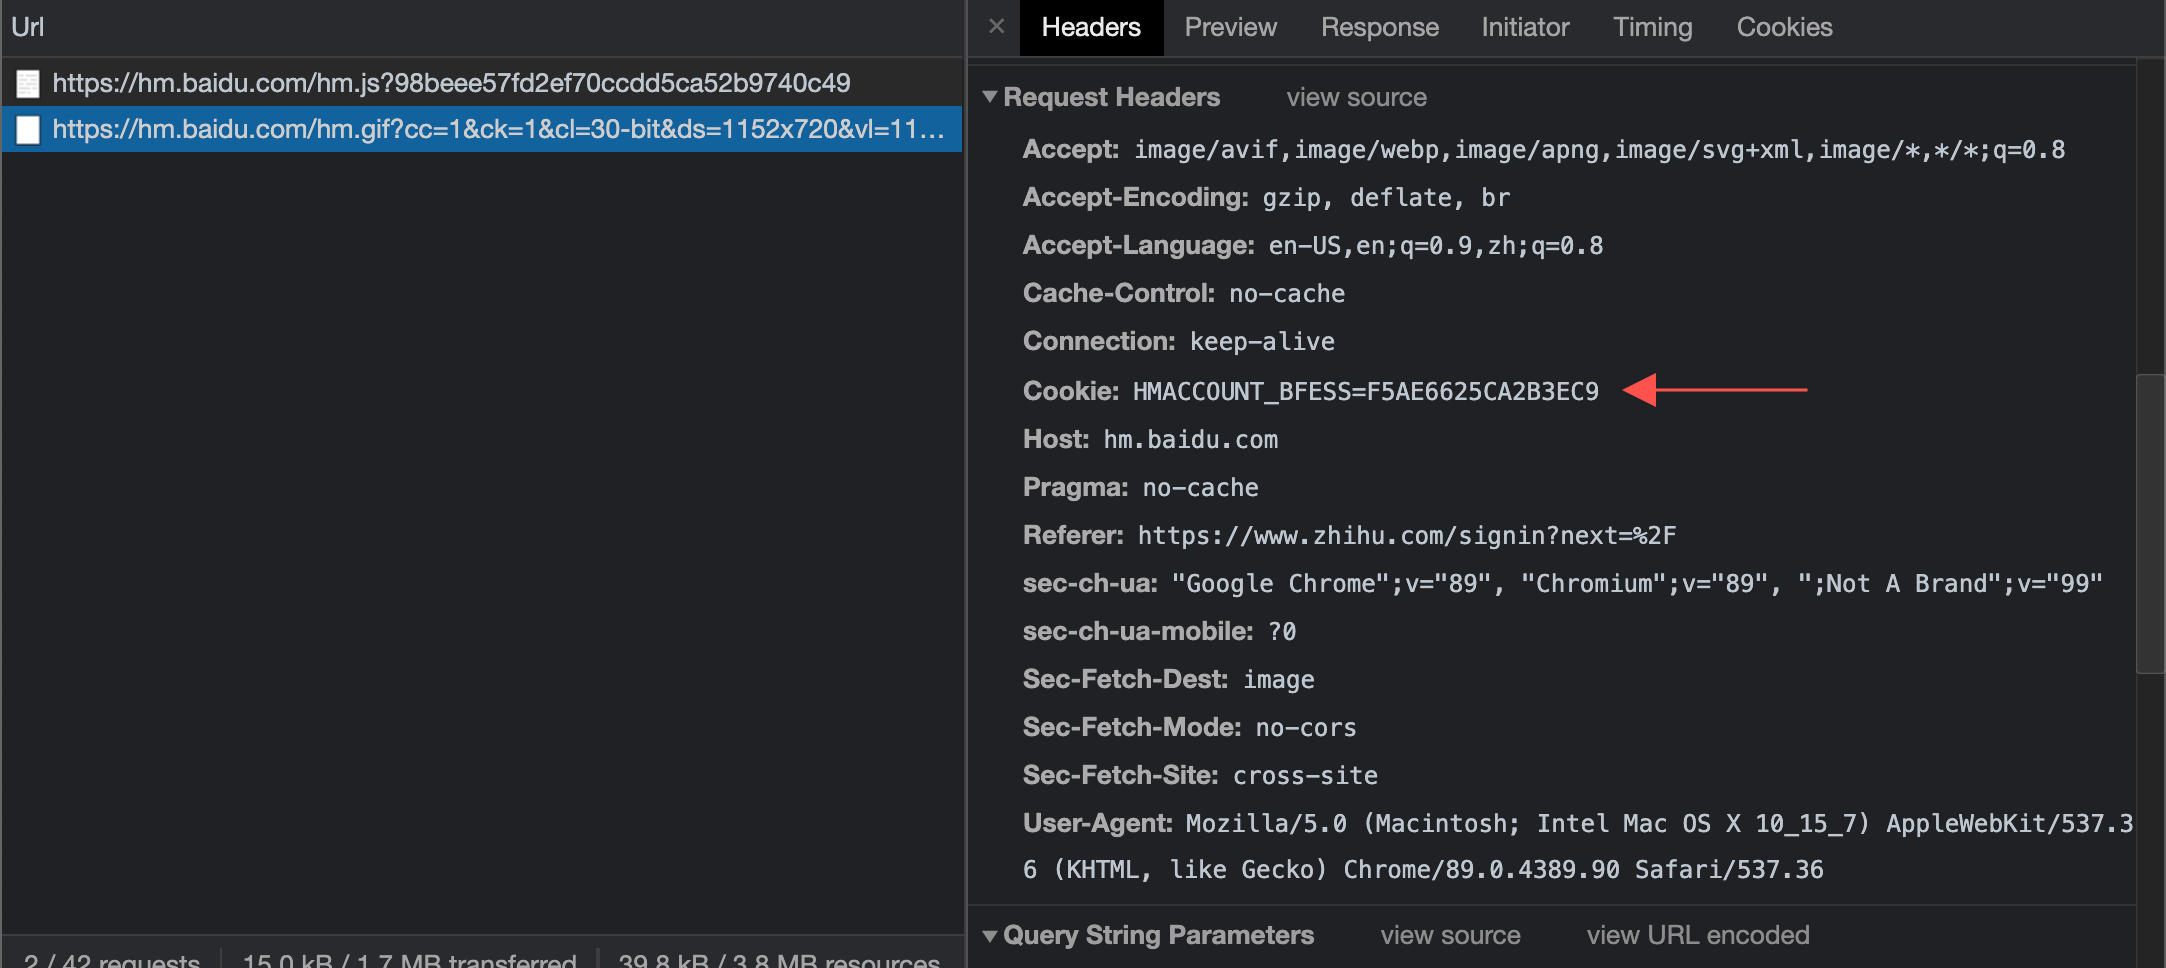 Url
https://hm.baidu.com/hm.js?98beee57fd2ef70ccdd5ca52b9740c49
https://hm.baidu.com/hm.gif?cc=1&ck=1&cl=30-bit&ds=1152x720&vl=11…
2 / 42 requests
15.0 kB / 1.7 MB transferred
39.8 kB / 3.8 MB resources
× Headers Preview Response Initiator Timing Cookies
▼ Request Headers view source
Accept: image/avif,image/webp,image/apng,image/svg+xml,image/*,*/*;q=0.8
Accept-Encoding: gzip, deflate, br
Accept-Language: en-US,en;q=0.9,zh;q=0.8
Cache-Control: no-cache
Connection: keep-alive
Cookie: HMACCOUNT_BFESS=F5AE6625CA2B3EC9
Host: hm.baidu.com
Pragma: no-cache
Referer: https://www.zhihu.com/signin?next=%2F
sec-ch-ua: "Google Chrome";v="89", "Chromium";v="89", ";Not A Brand";v="99"
sec-ch-ua-mobile: ?0
Sec-Fetch-Dest: image
Sec-Fetch-Mode: no-cors
Sec-Fetch-Site: cross-site
User-Agent: Mozilla/5.0 (Macintosh; Intel Mac OS X 10_15_7) AppleWebKit/537.3
6 (KHTML, like Gecko) Chrome/89.0.4389.90 Safari/537.36
▼ Query String Parameters view source view URL encoded